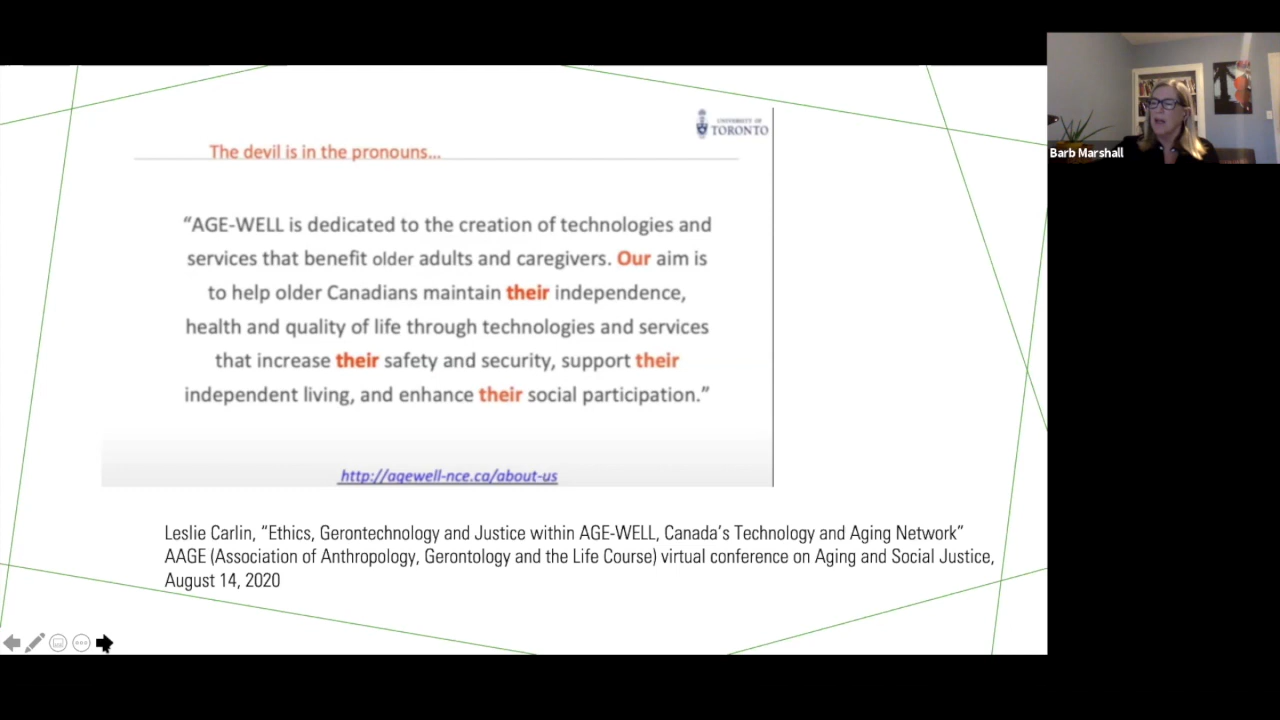 UNIVERSITY OF
TORONTO
The devil is in the pronouns...
“AGE-WELL is dedicated to the creation of technologies and
services that benefit older adults and caregivers. Our aim is
to help older Canadians maintain their independence,
health and quality of life through technologies and services
that increase their safety and security, support their
independent living, and enhance their social participation.”
http://agewell-nce.ca/about-us
Leslie Carlin, “Ethics, Gerontechnology and Justice within AGE-WELL, Canada’s Technology and Aging Network”
AAGE (Association of Anthropology, Gerontology and the Life Course) virtual conference on Aging and Social Justice,
August 14, 2020
Barb Marshall